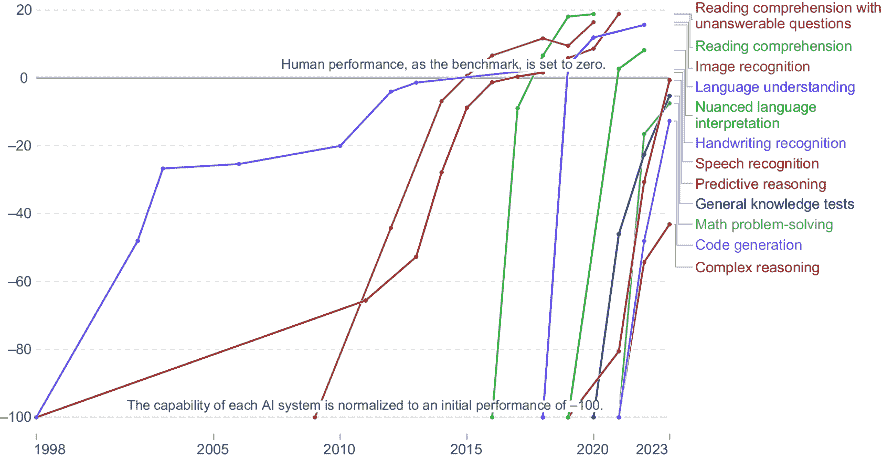 20
0
–20
–40
–60
–80
–100
Human performance, as the benchmark, is set to zero.
The capability of each AI system is normalized to an initial performance of –100.
1998
2005
2010
2015
2020
2023
Reading comprehension with
unanswerable questions
Reading comprehension
Image recognition
Language understanding
Nuanced language
interpretation
Handwriting recognition
Speech recognition
Predictive reasoning
General knowledge tests
Math problem-solving
Code generation
Complex reasoning